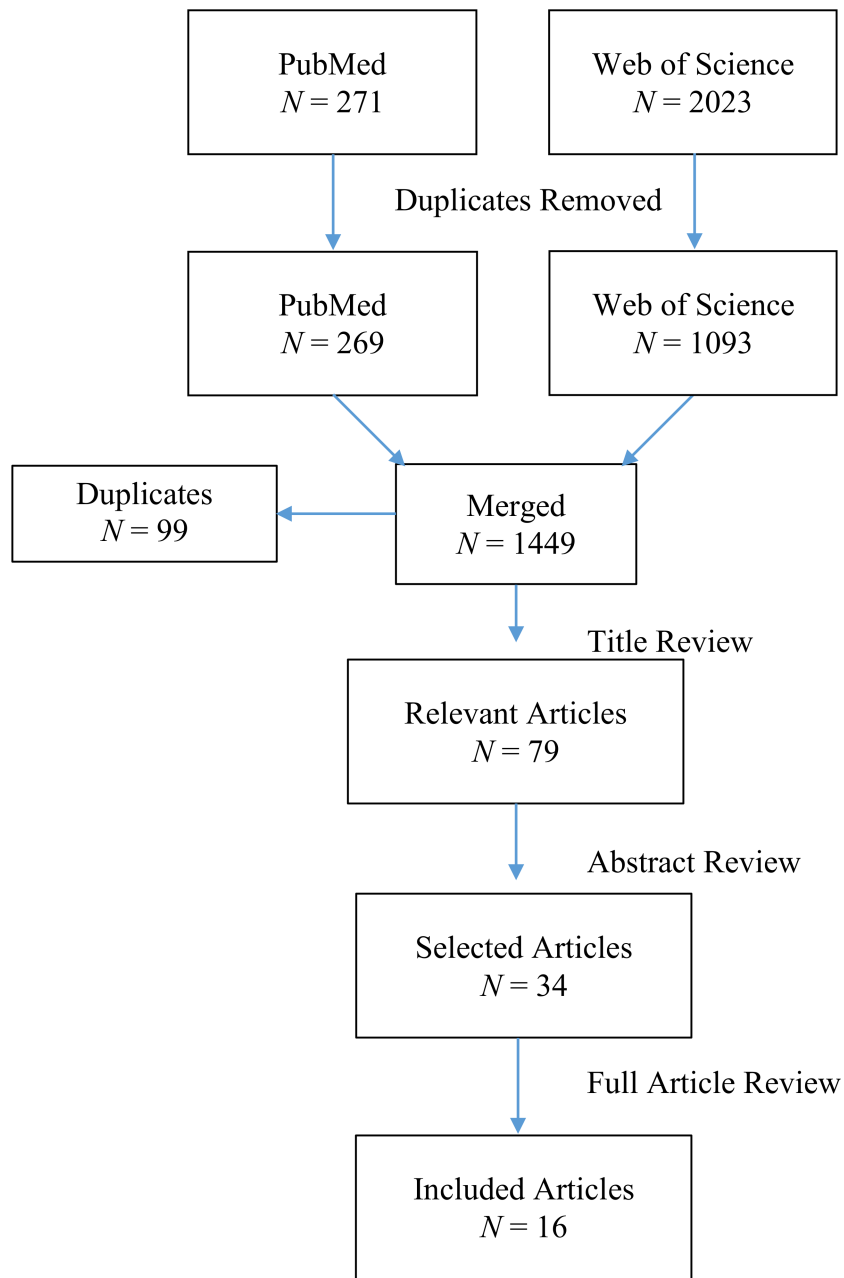 PubMed
N = 271
Web of Science
N = 2023
Duplicates Removed
PubMed
N = 269
Web of Science
N = 1093
Duplicates
N = 99
Merged
N = 1449
Title Review
Relevant Articles
N = 79
Abstract Review
Selected Articles
N = 34
Full Article Review
Included Articles
N = 16